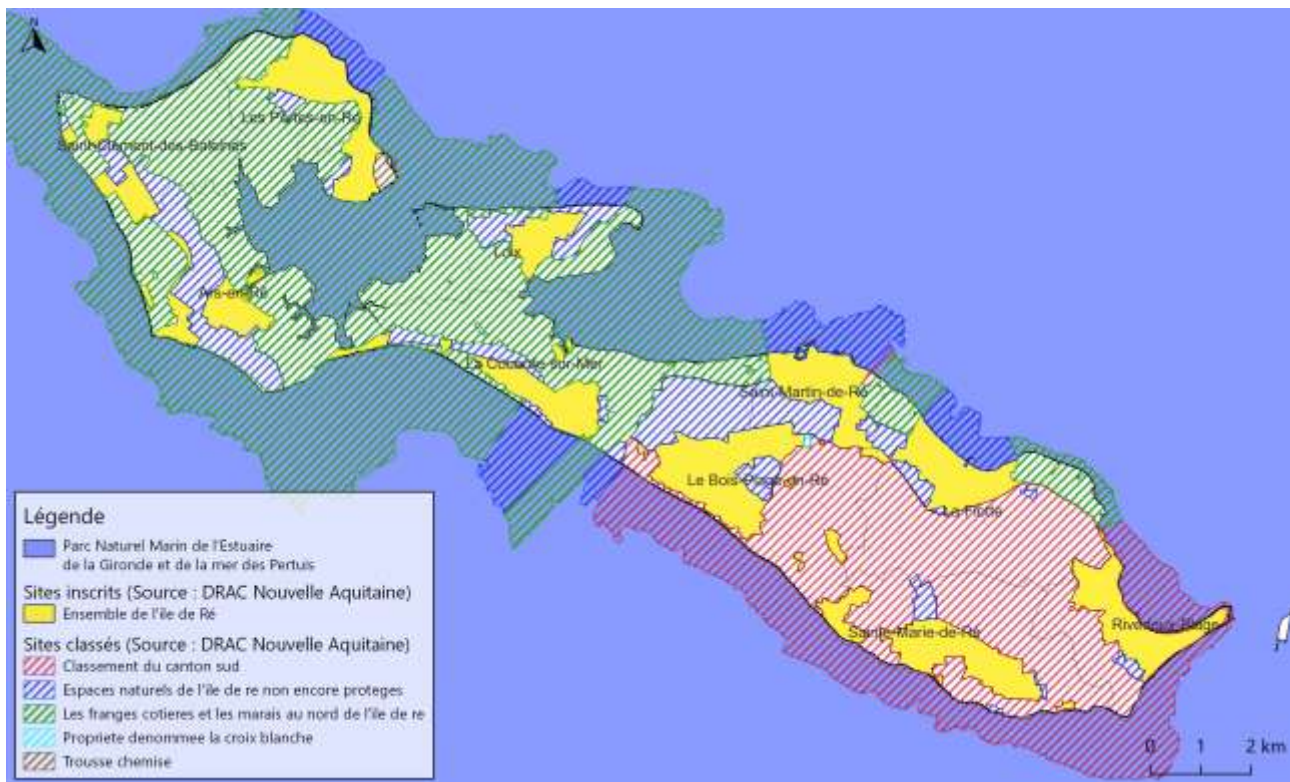 N
Les Portes-en-Ré
Saint-Clément-des-Baleines
Loix
Ars-en-Ré
La Couarde-sur-Mer
Saint-Martin-de-Ré
Le Bois-Plage-en-Ré
La Flotte
Sainte-Marie-de-Ré
Rivedoux-Plage
Légende
Parc Naturel Marin de l'Estuaire
de la Gironde et de la mer des Pertuis
Sites inscrits (Source : DRAC Nouvelle Aquitaine)
Ensemble de l'ile de Ré
Sites classés (Source : DRAC Nouvelle Aquitaine)
Classement du canton sud
Espaces naturels de l'ile de re non encore proteges
Les franges cotieres et les marais au nord de l'ile de re
Propriete denommee la croix blanche
Trousse chemise
0 1 2 km